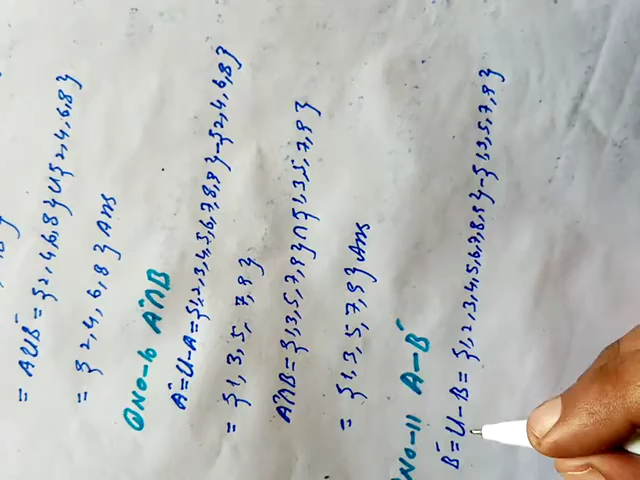 = A∪B⁻ = {2,4,6,8}∪{2,4,6,8}
= {2,4,6,8} Ans
QNo-6 A⁻∩B
A⁻=U-A={1,2,3,4,5,6,7,8,9}-{2,4,6,8}
= {1,3,5,7,9}
A⁻∩B={1,3,5,7,9}∩{1,3,5,7,9}
= {1,3,5,7,9} Ans
No-11 A-B⁻
B⁻=U-B={1,2,3,4,5,6,7,8,9}-{1,3,5,7,9}